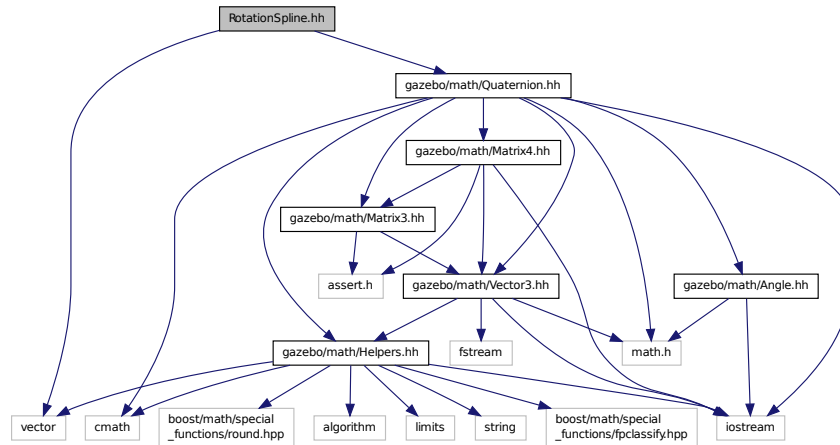 RotationSpline.hh
gazebo/math/Quaternion.hh
gazebo/math/Matrix4.hh
gazebo/math/Matrix3.hh
assert.h
gazebo/math/Vector3.hh
gazebo/math/Angle.hh
gazebo/math/Helpers.hh
fstream
math.h
vector
cmath
boost/math/special
_functions/round.hpp
algorithm
limits
string
boost/math/special
_functions/fpclassify.hpp
iostream